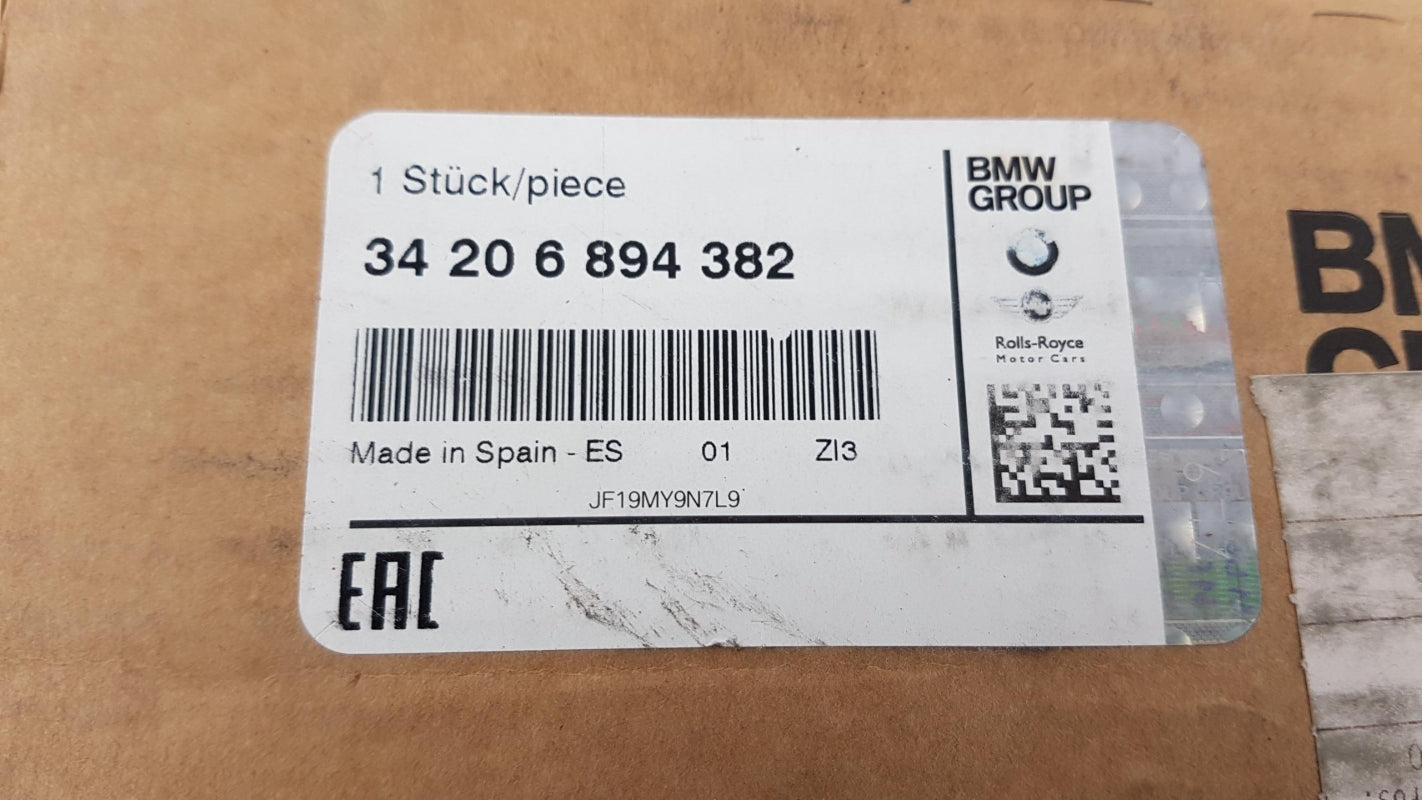 1 Stück/piece
34 20 6 894 382
Made in Spain - ES 01 ZI3
JF19MY9N7L9
EAC
BMW
GROUP
Rolls-Royce
Motor Cars